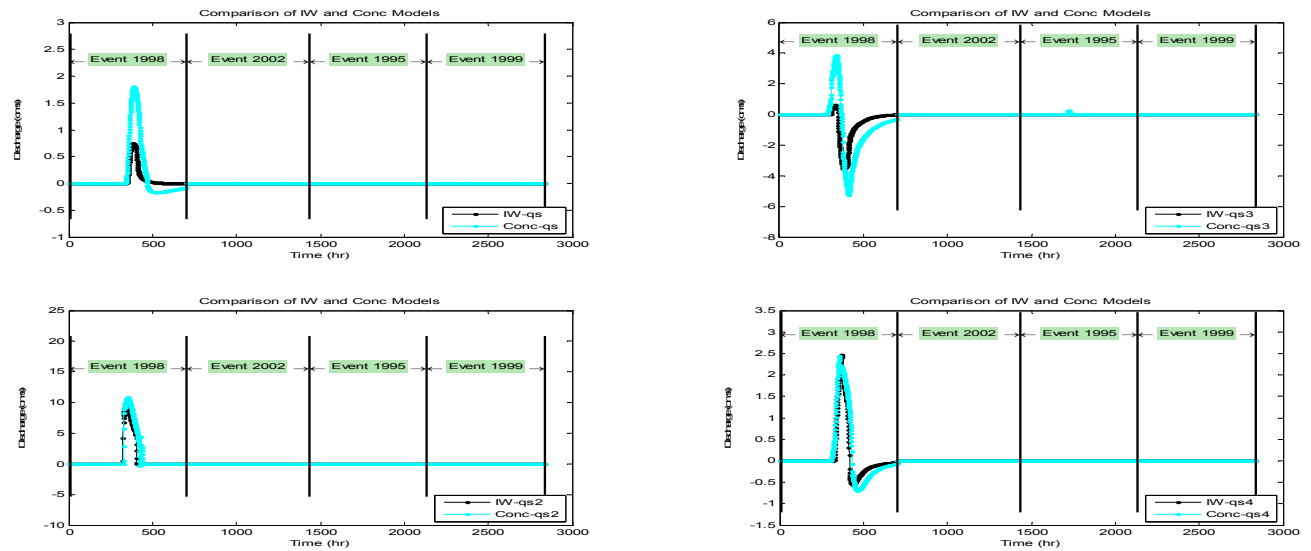 Comparison of IW and Conc Models
3
2.5
2
1.5
1
0.5
0
-0.5
-1
Discharge(cms)
Event 1998
Event 2002
Event 1995
Event 1999
IW-qs
Conc-qs
0
500
1000
1500
2000
2500
3000
Time (hr)
Comparison of IW and Conc Models
6
4
2
0
-2
-4
-6
-8
Discharge(cms)
Event 1998
Event 2002
Event 1995
Event 1999
IW-qs3
Conc-qs3
0
500
1000
1500
2000
2500
3000
Time (hr)
Comparison of IW and Conc Models
25
20
15
10
5
0
-5
-10
Discharge(cms)
Event 1998
Event 2002
Event 1995
Event 1999
IW-qs2
Conc-qs2
0
500
1000
1500
2000
2500
3000
Time (hr)
Comparison of IW and Conc Models
3.5
3
2.5
2
1.5
1
0.5
0
-0.5
-1
-1.5
Discharge(cms)
Event 1998
Event 2002
Event 1995
Event 1999
IW-qs4
Conc-qs4
0
500
1000
1500
2000
2500
3000
Time (hr)